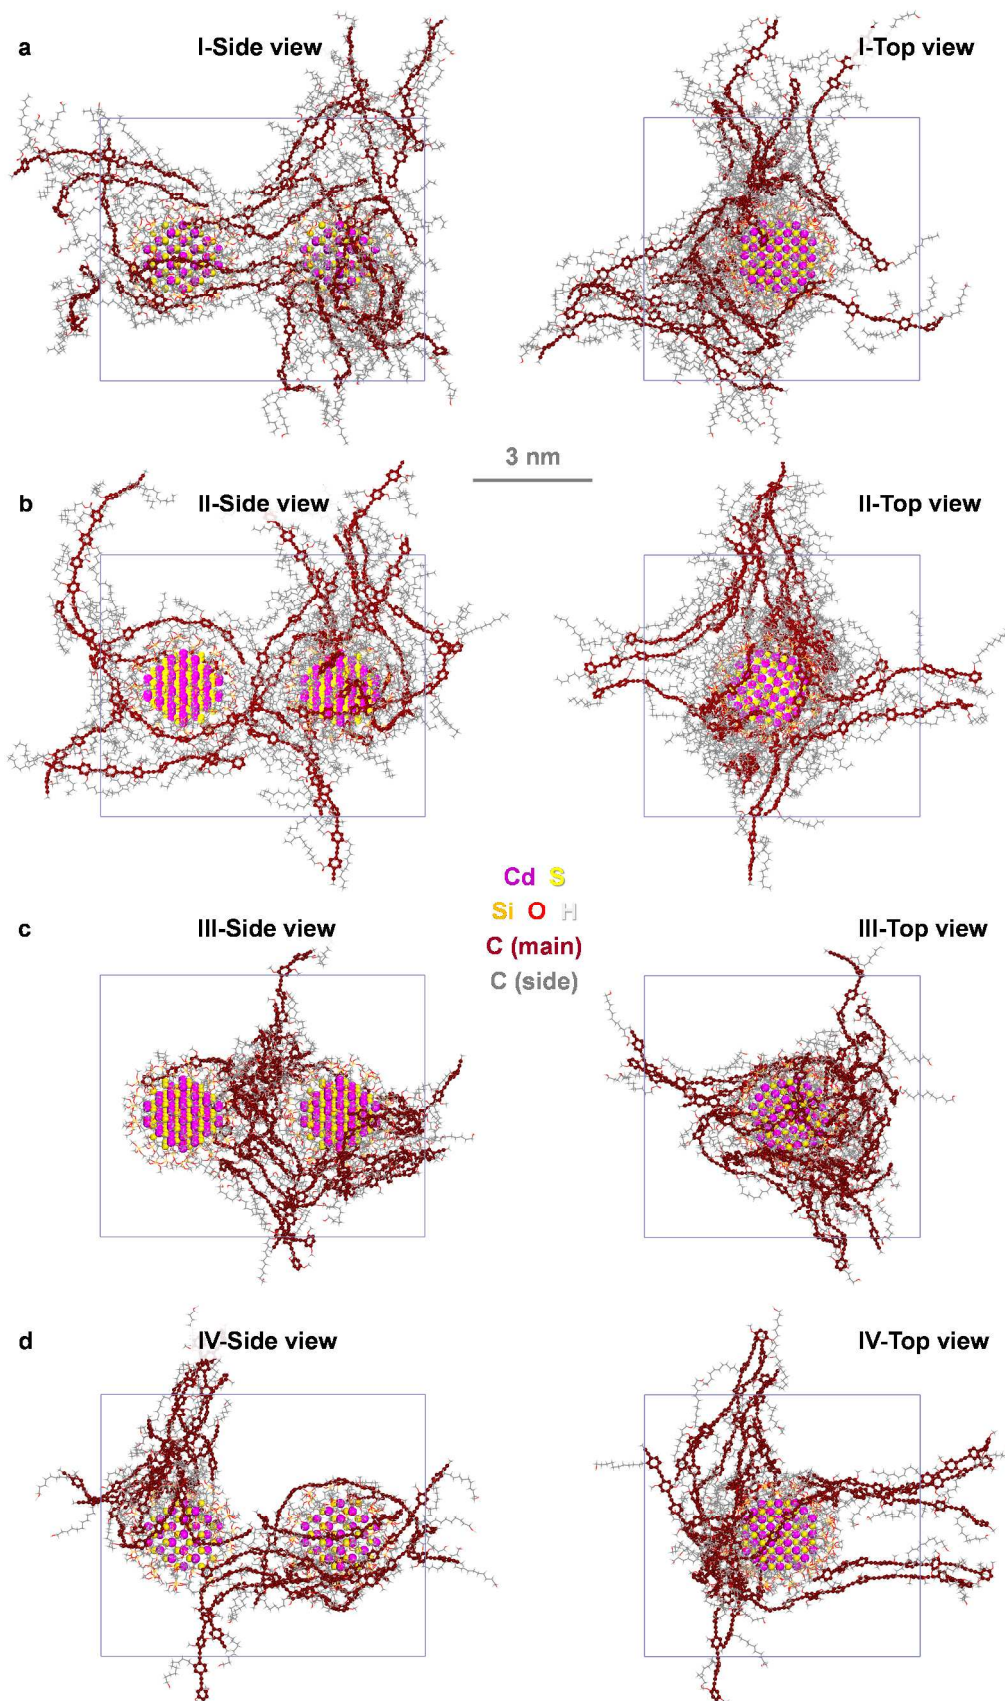 a I-Side view I-Top view
3 nm
b II-Side view II-Top view
Cd S
Si O H
C (main)
C (side)
c III-Side view III-Top view
d IV-Side view IV-Top view